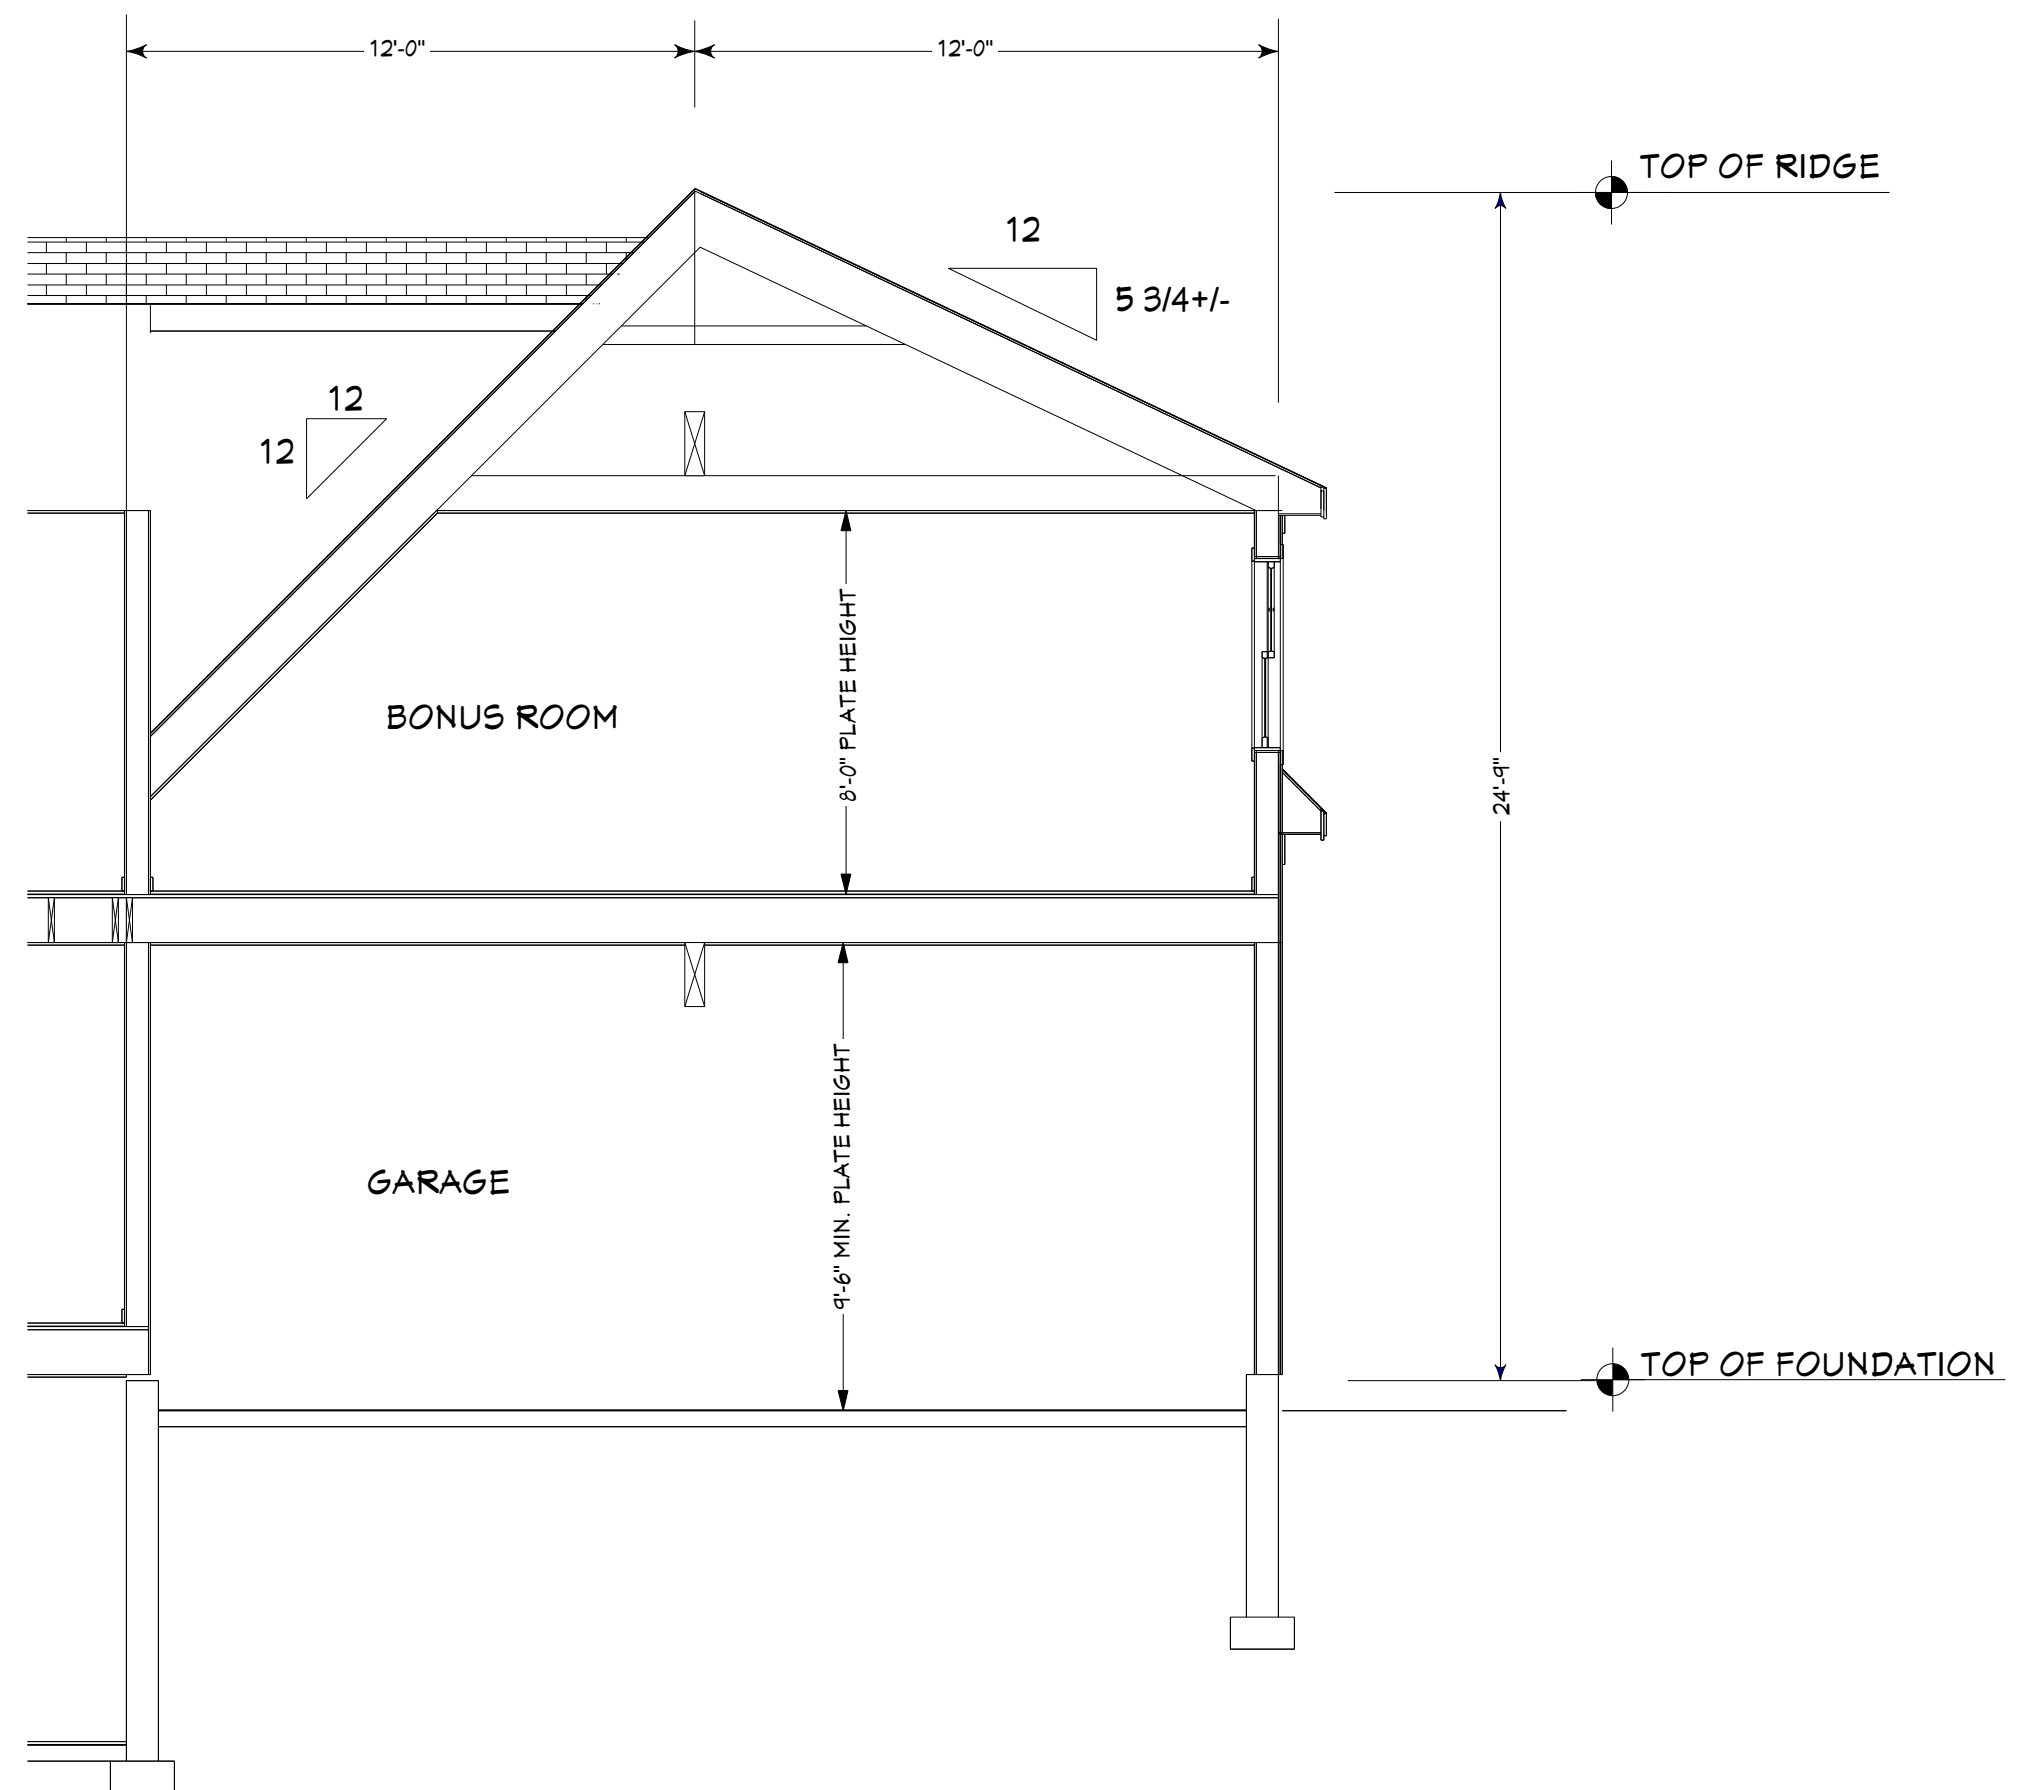 12'-0"
12'-0"
TOP OF RIDGE
12
5 3/4+/-
12
12
8'-0" PLATE HEIGHT
BONUS ROOM
24'-9"
9'-6" MIN. PLATE HEIGHT
GARAGE
TOP OF FOUNDATION